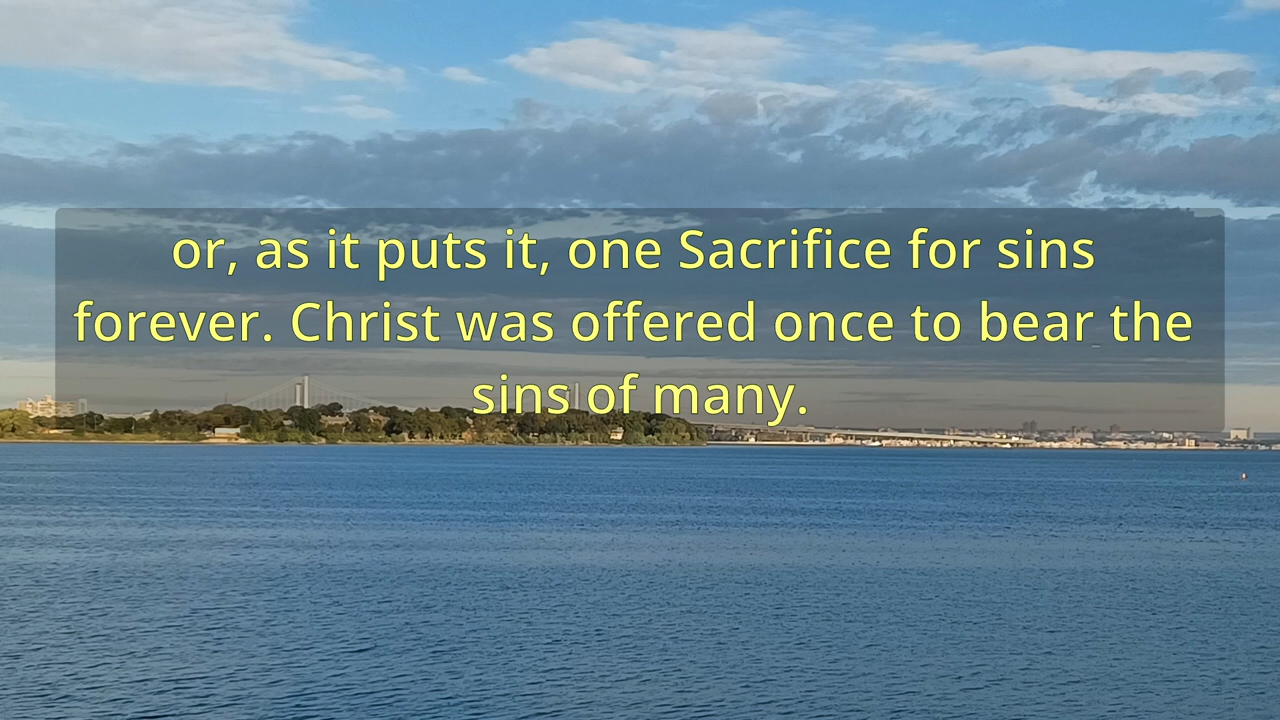 or, as it puts it, one Sacrifice for sins
forever. Christ was offered once to bear the
sins of many.